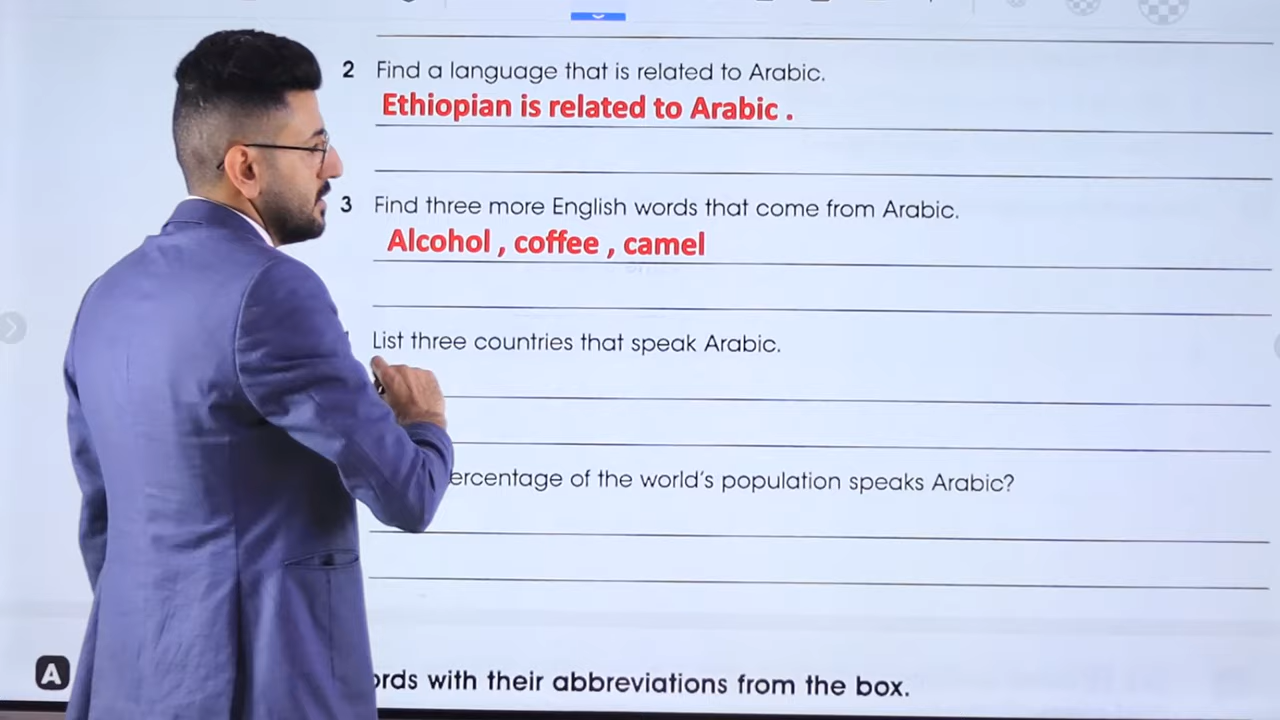 2 Find a language that is related to Arabic.
Ethiopian is related to Arabic .
3 Find three more English words that come from Arabic.
Alcohol , coffee , camel
List three countries that speak Arabic.
ercentage of the world's population speaks Arabic?
A
ords with their abbreviations from the box.